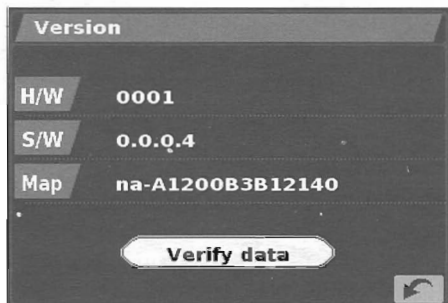 Version
H/W 0001
S/W 0.0.0.4
Map na-A1200B3B12140
Verify data